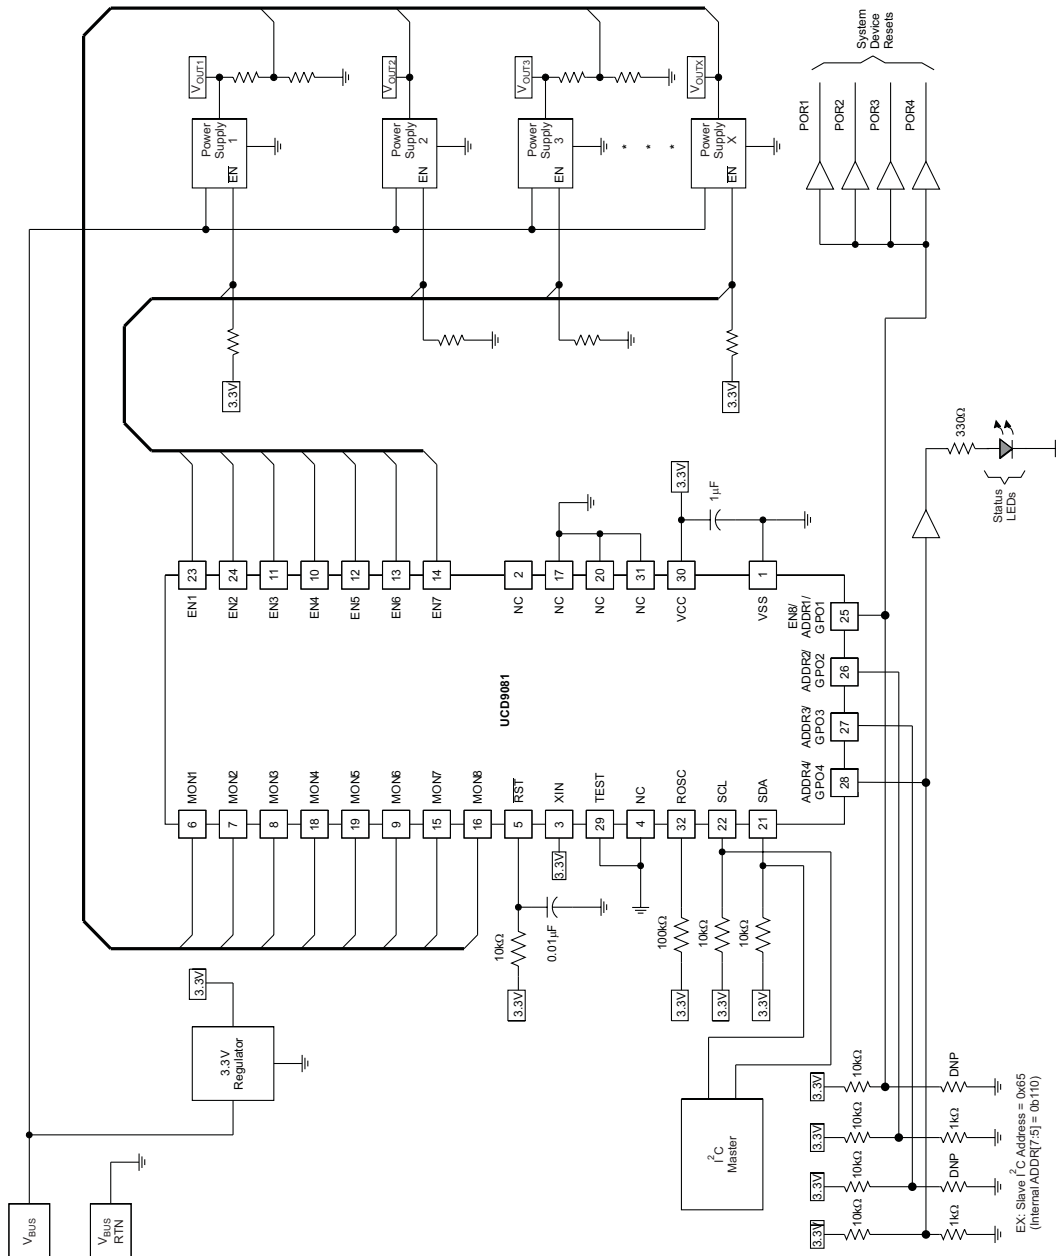 V_BUS
V_BUS
RTN
3.3V
Regulator
3.3V
I²C
Master
MON1
6
MON2
7
MON3
8
MON4
18
MON5
19
MON6
9
MON7
15
MON8
16
RST
5
XIN
3
TEST
29
NC
4
ROSC
32
SCL
22
SDA
21
3.3V
10kΩ
0.01µF
3.3V
3.3V
100kΩ
3.3V
10kΩ
3.3V
10kΩ
UCD9081
EN1
23
EN2
24
EN3
11
EN4
10
EN5
12
EN6
13
EN7
14
NC
2
NC
17
NC
20
NC
31
VCC
30
VSS
1
3.3V
1µF
EN8/
ADDR1/
GPO1
25
ADDR2/
GPO2
26
ADDR3/
GPO3
27
ADDR4/
GPO4
28
3.3V
3.3V
V_OUT1
Power
Supply
1
EN
V_OUT2
Power
Supply
2
EN
V_OUT3
Power
Supply
3
EN
* * *
V_OUTX
Power
Supply
X
EN
POR1
POR2
POR3
POR4
System
Device
Resets
330Ω
Status
LEDs
3.3V
10kΩ
DNP
3.3V
10kΩ
1kΩ
3.3V
10kΩ
DNP
3.3V
10kΩ
1kΩ
EX: Slave I²C Address = 0x65
(Internal ADDR[7:5] = 0b110)